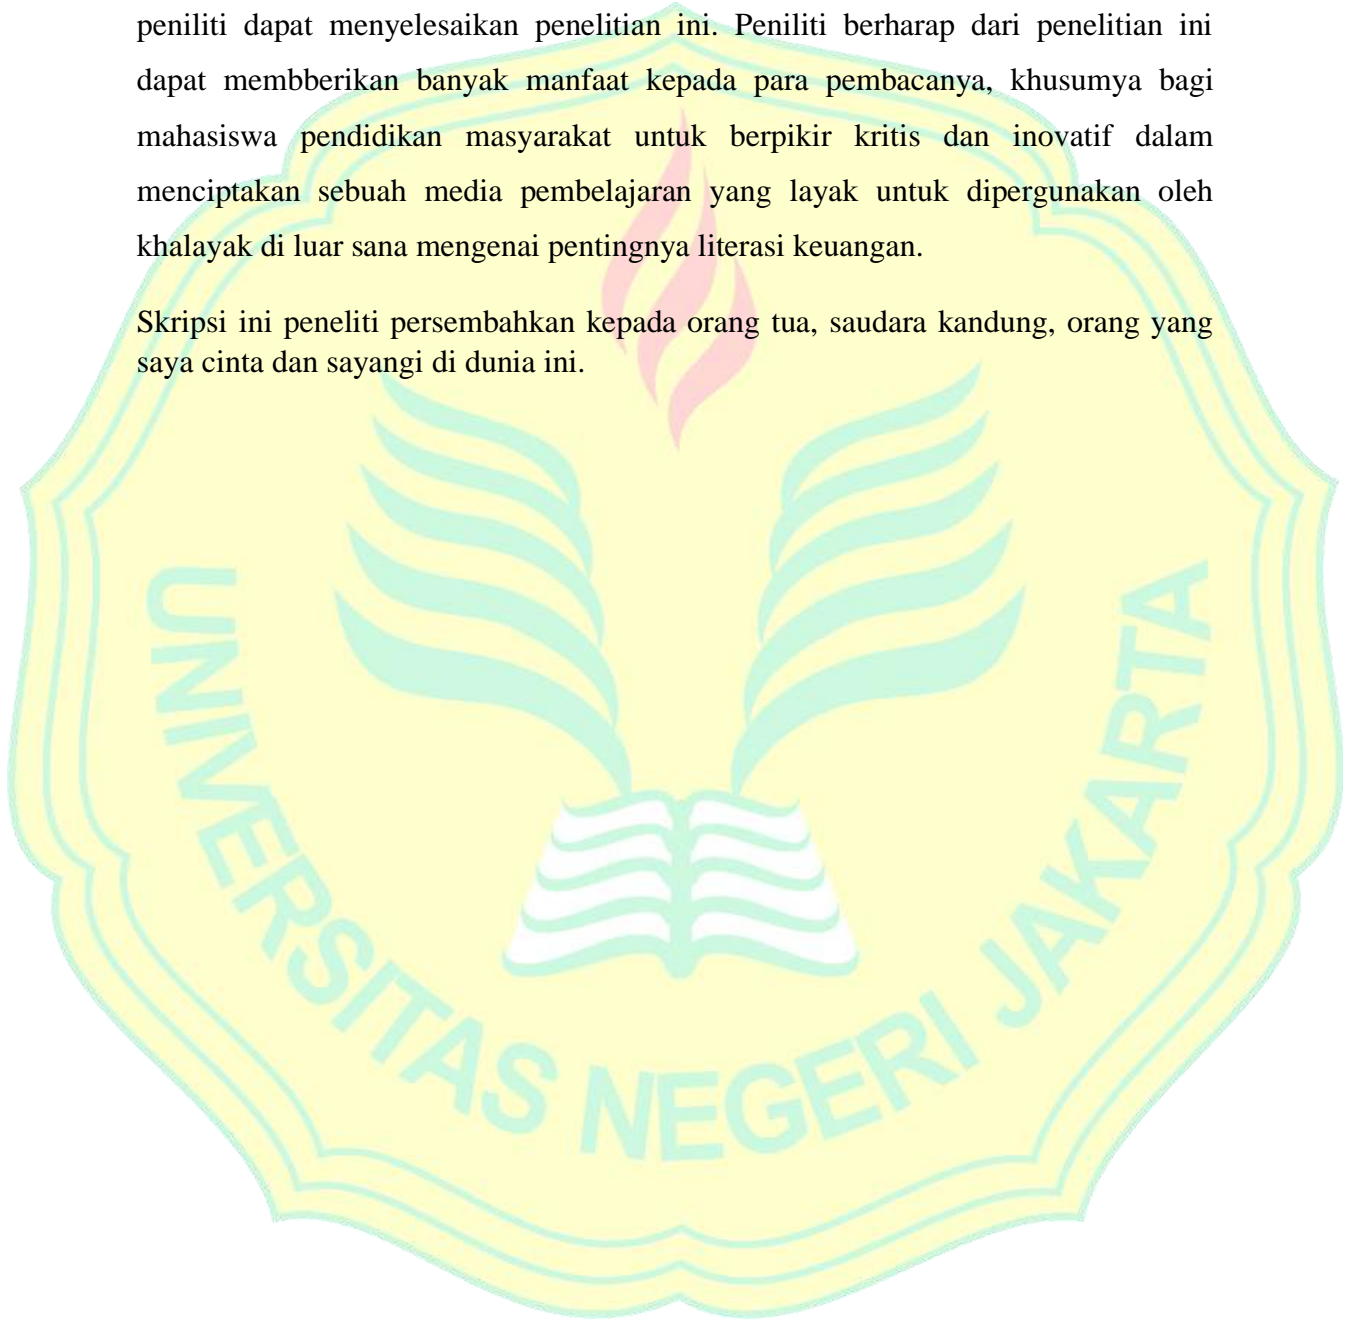 peniliti dapat menyelesaikan penelitian ini. Peniliti berharap dari penelitian ini
dapat membberikan banyak manfaat kepada para pembacanya, khusumya bagi
mahasiswa pendidikan masyarakat untuk berpikir kritis dan inovatif dalam
menciptakan sebuah media pembelajaran yang layak untuk dipergunakan oleh
khalayak di luar sana mengenai pentingnya literasi keuangan.
Skripsi ini peneliti persembahkan kepada orang tua, saudara kandung, orang yang
saya cinta dan sayangi di dunia ini.
UNIVERSITAS NEGERI JAKARTA